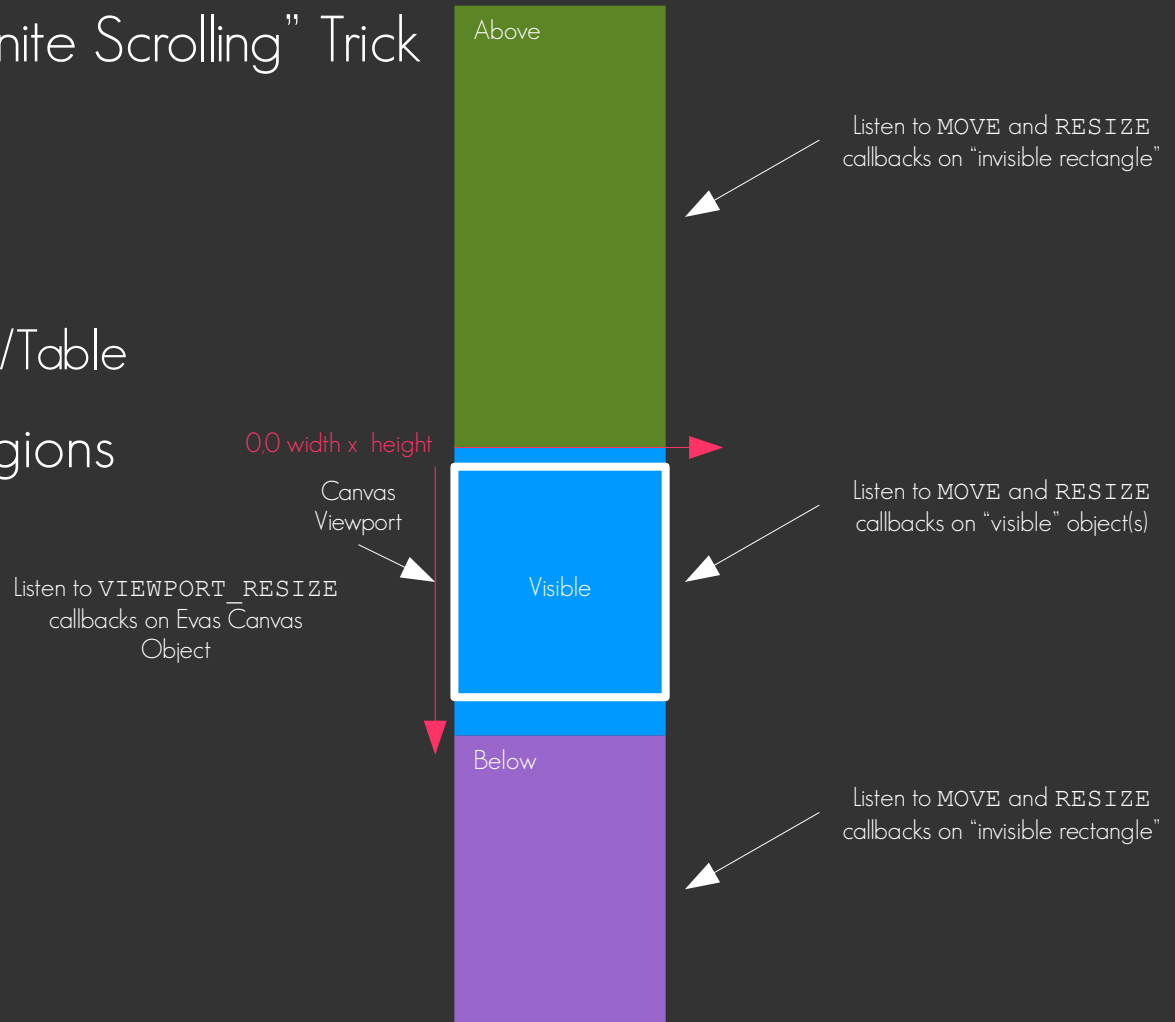 nite Scrolling” Trick
Above
Listen to MOVE and RESIZE
callbacks on “invisible rectangle”
/Table
gions
0,0 width x height
Canvas
Viewport
Listen to VIEWPORT_RESIZE
callbacks on Evas Canvas
Object
Visible
Listen to MOVE and RESIZE
callbacks on “visible” object(s)
Below
Listen to MOVE and RESIZE
callbacks on “invisible rectangle”